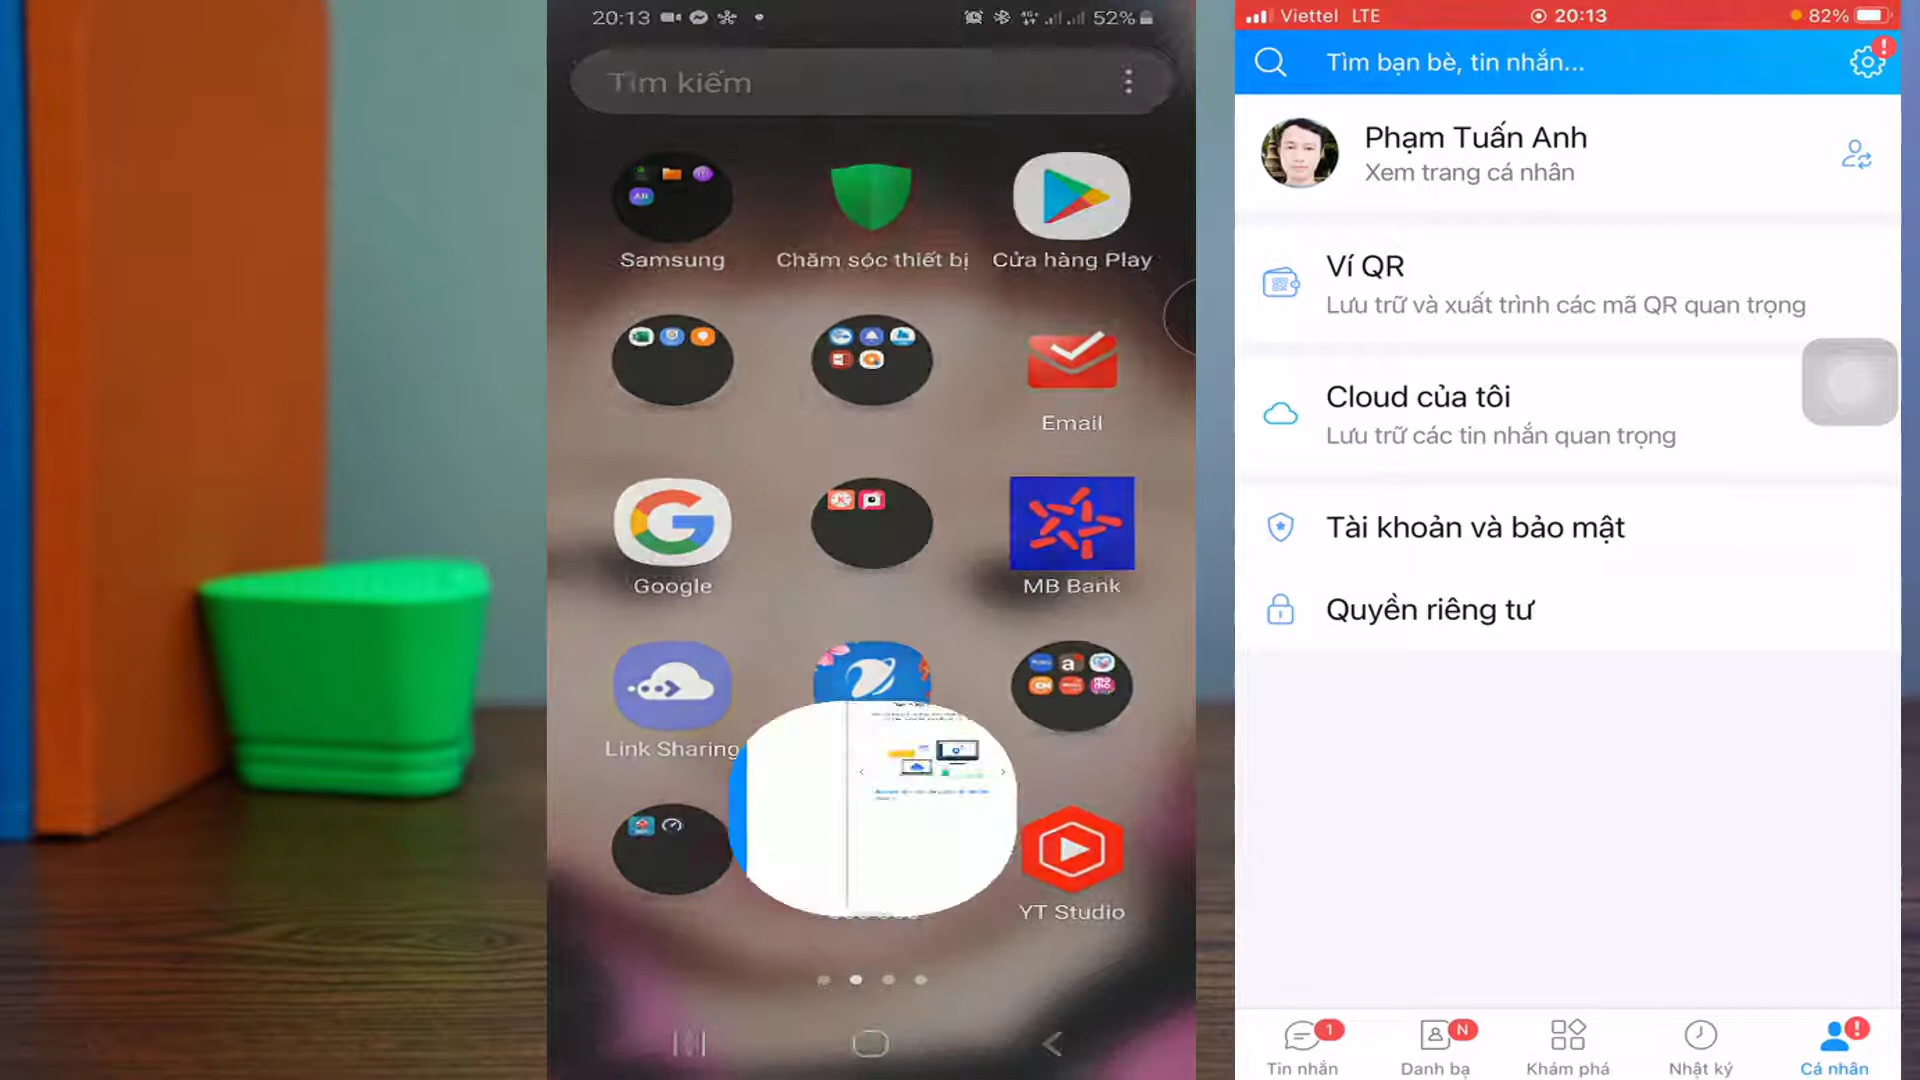 20:13
52%
Tìm kiếm
Samsung
Chăm sóc thiết bị
Cửa hàng Play
Email
Google
MB Bank
Link Sharing
YT Studio
Viettel LTE
20:13
82%
Tìm bạn bè, tin nhắn...
Phạm Tuấn Anh
Xem trang cá nhân
Ví QR
Lưu trữ và xuất trình các mã QR quan trọng
Cloud của tôi
Lưu trữ các tin nhắn quan trọng
Tài khoản và bảo mật
Quyền riêng tư
1
N
!
Tin nhắn
Danh bạ
Khám phá
Nhật ký
Cá nhân